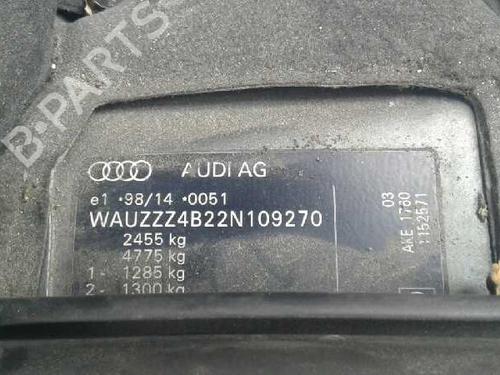 B-PARTS
AUDI AG
e1 *98/14 *0051
WAUZZZ4B22N109270
2455 kg
4775 kg
1- 1285 kg
2- 1300 kg
03
AKE 1760
1152571